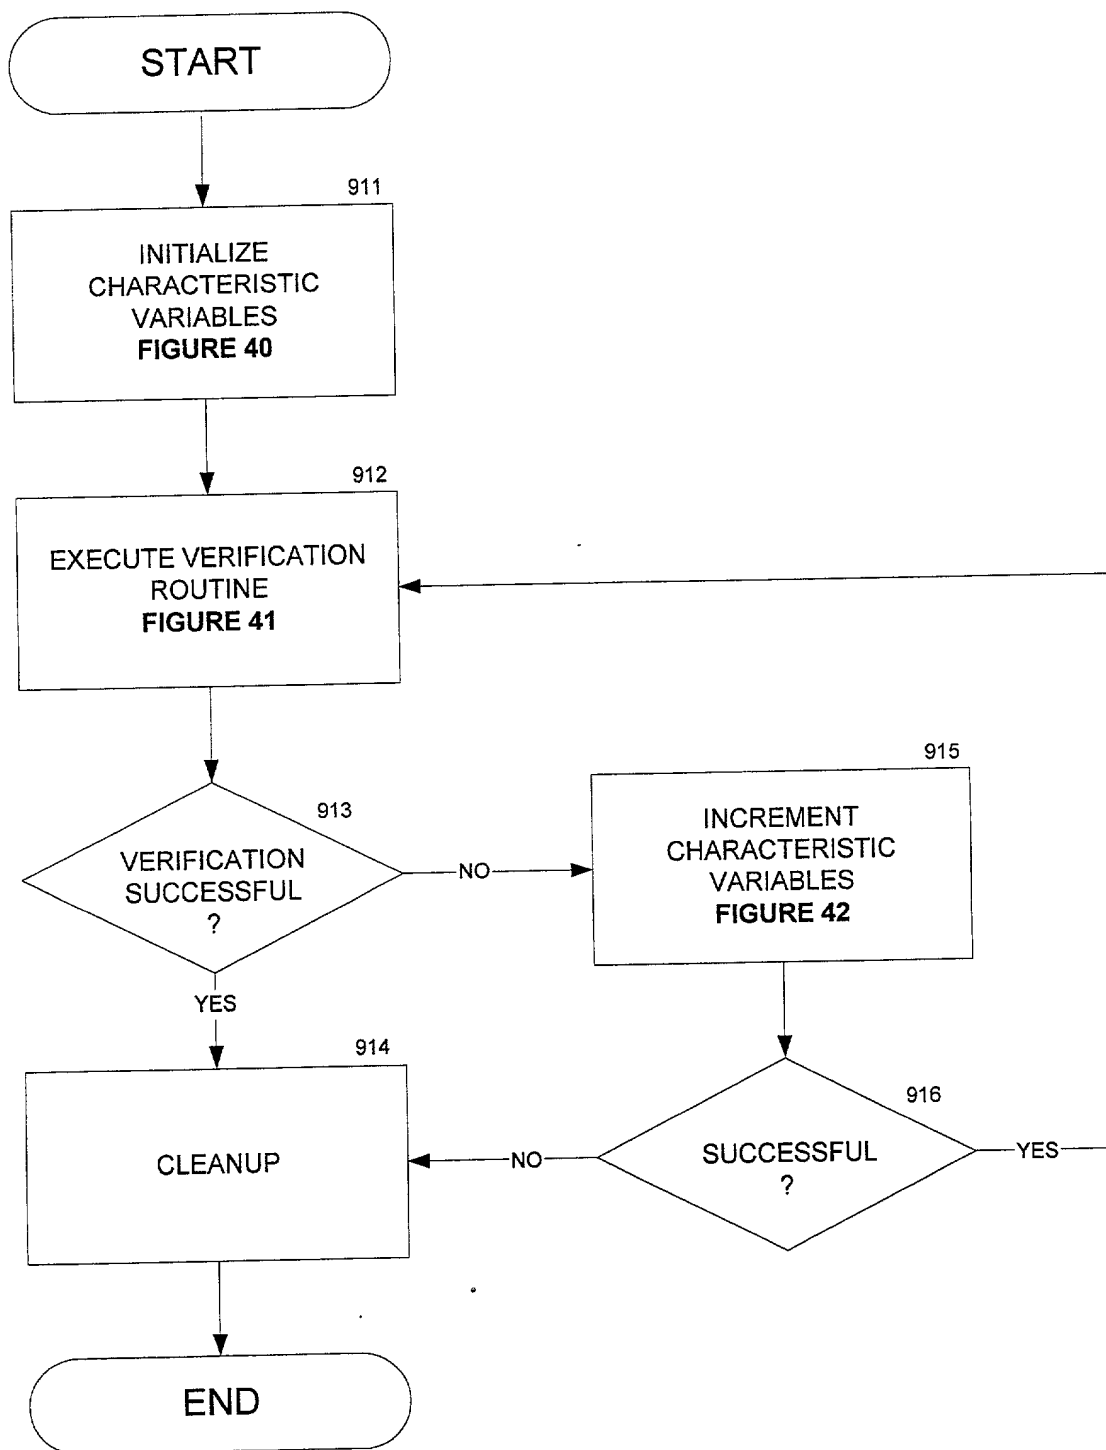 START
911
INITIALIZE
CHARACTERISTIC
VARIABLES
FIGURE 40
912
EXECUTE VERIFICATION
ROUTINE
FIGURE 41
913
VERIFICATION
SUCCESSFUL
?
NO
915
INCREMENT
CHARACTERISTIC
VARIABLES
FIGURE 42
YES
914
CLEANUP
NO
916
SUCCESSFUL
?
YES
END